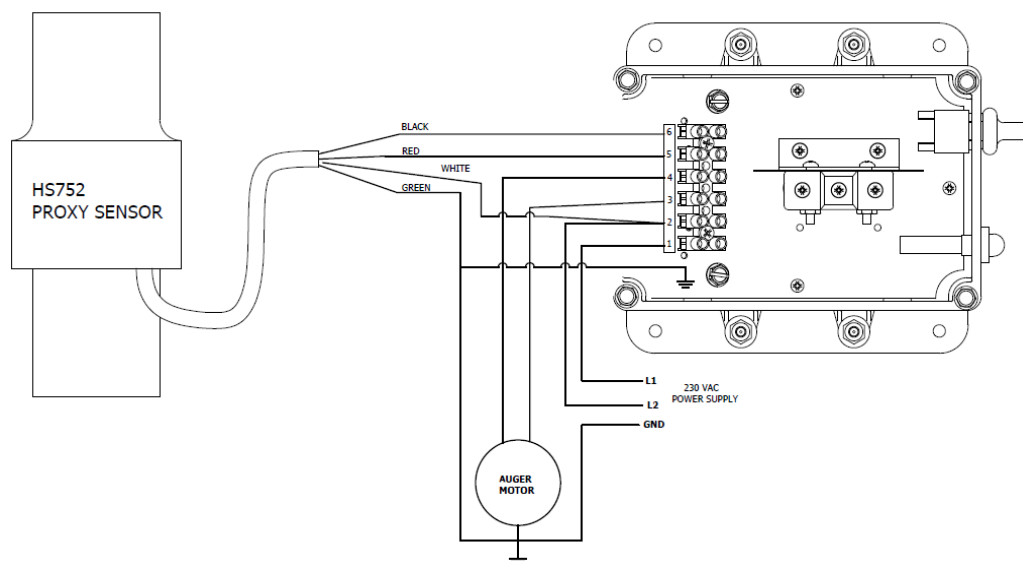 HS752
PROXY SENSOR
BLACK
RED
WHITE
GREEN
6
5
4
3
2
1
L1
230 VAC
POWER SUPPLY
L2
GND
AUGER
MOTOR